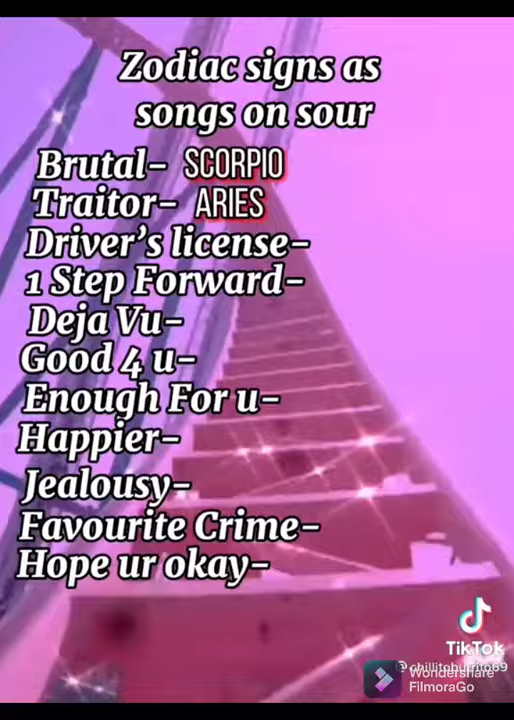 Zodiac signs as
songs on sour
Brutal- SCORPIO
Traitor- ARIES
Driver's license-
1 Step Forward-
Deja Vu-
Good 4 u-
Enough For u-
Happier-
Jealousy-
Favourite Crime-
Hope ur okay-
TikTok
@chillitoburrito69
Wondershare
FilmoraGo